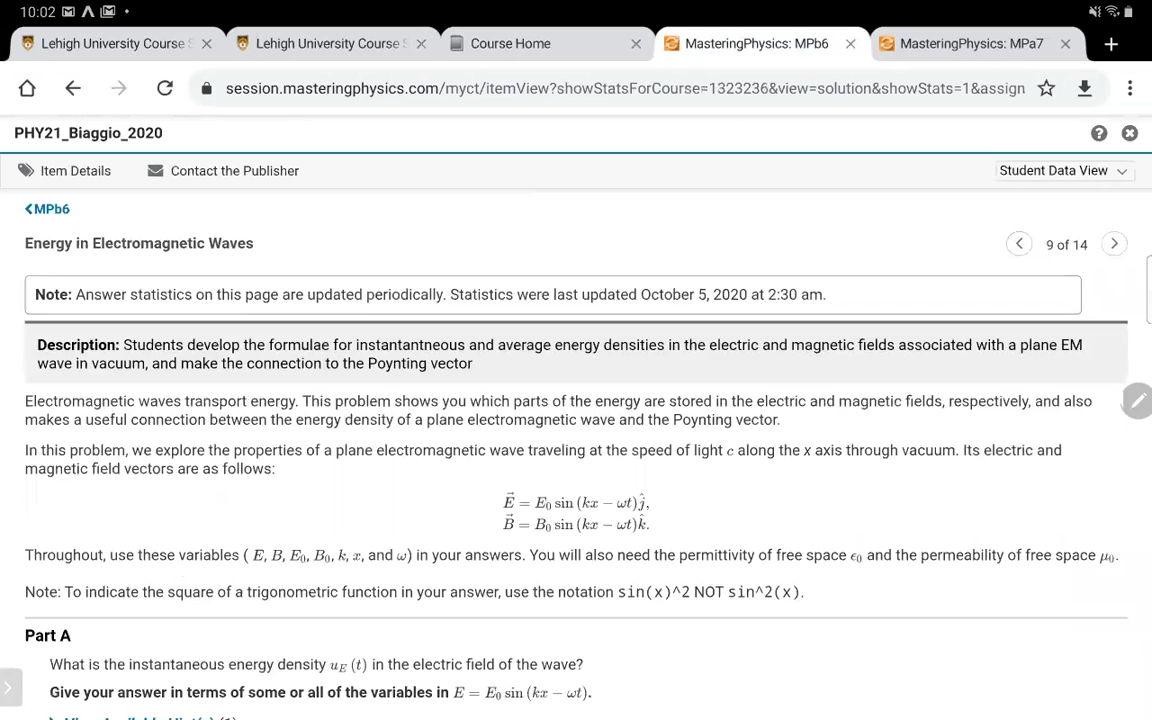 10:02
Lehigh University Course S
Lehigh University Course S
Course Home
MasteringPhysics: MPb6
MasteringPhysics: MPa7
session.masteringphysics.com/myct/itemView?showStatsForCourse=1323236&view=solution&showStats=1&assign
PHY21_Biaggio_2020
Item Details
Contact the Publisher
Student Data View
MPb6
Energy in Electromagnetic Waves
9 of 14
Note: Answer statistics on this page are updated periodically. Statistics were last updated October 5, 2020 at 2:30 am.
Description: Students develop the formulae for instantantneous and average energy densities in the electric and magnetic fields associated with a plane EM
wave in vacuum, and make the connection to the Poynting vector
Electromagnetic waves transport energy. This problem shows you which parts of the energy are stored in the electric and magnetic fields, respectively, and also
makes a useful connection between the energy density of a plane electromagnetic wave and the Poynting vector.
In this problem, we explore the properties of a plane electromagnetic wave traveling at the speed of light c along the x axis through vacuum. Its electric and
magnetic field vectors are as follows:
E⃗ = E₀ sin (kx − ωt)ĵ,
B⃗ = B₀ sin (kx − ωt)k̂.
Throughout, use these variables ( E, B, E₀, B₀, k, x, and ω) in your answers. You will also need the permittivity of free space ϵ₀ and the permeability of free space μ₀.
Note: To indicate the square of a trigonometric function in your answer, use the notation sin(x)^2 NOT sin^2(x).
Part A
What is the instantaneous energy density u_E (t) in the electric field of the wave?
Give your answer in terms of some or all of the variables in E = E₀ sin (kx − ωt).